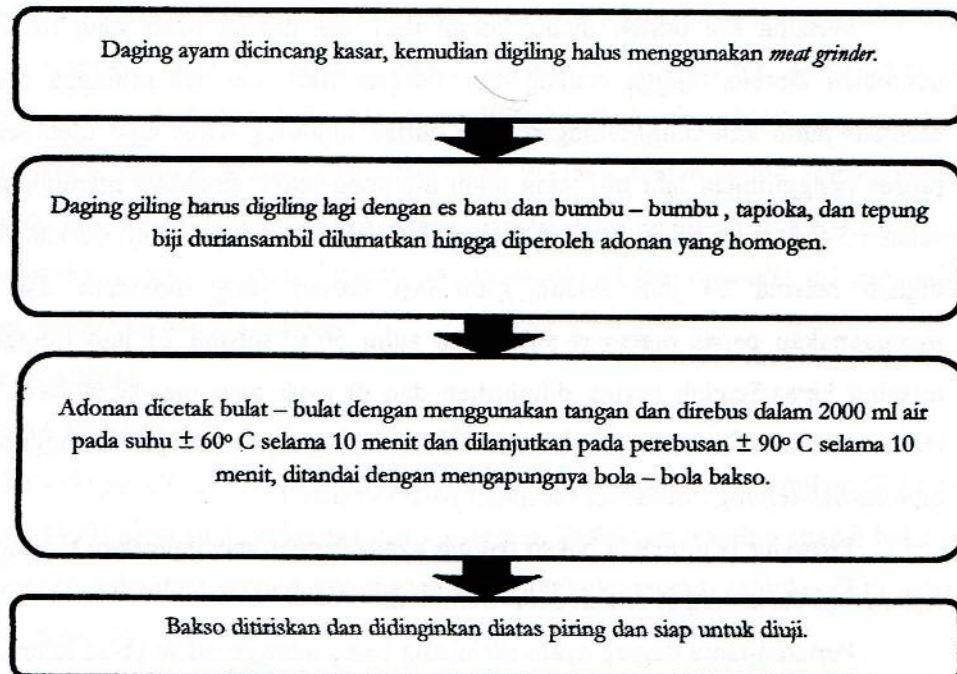 Daging ayam dicincang kasar, kemudian digiling halus menggunakan meat grinder.
Daging giling harus digiling lagi dengan es batu dan bumbu – bumbu , tapioka, dan tepung
biji duriansambil dilumatkan hingga diperoleh adonan yang homogen.
Adonan dicetak bulat – bulat dengan menggunakan tangan dan direbus dalam 2000 ml air
pada suhu ± 60º C selama 10 menit dan dilanjutkan pada perebusan ± 90º C selama 10
menit, ditandai dengan mengapungnya bola – bola bakso.
Bakso ditiriskan dan didinginkan diatas piring dan siap untuk diuji.